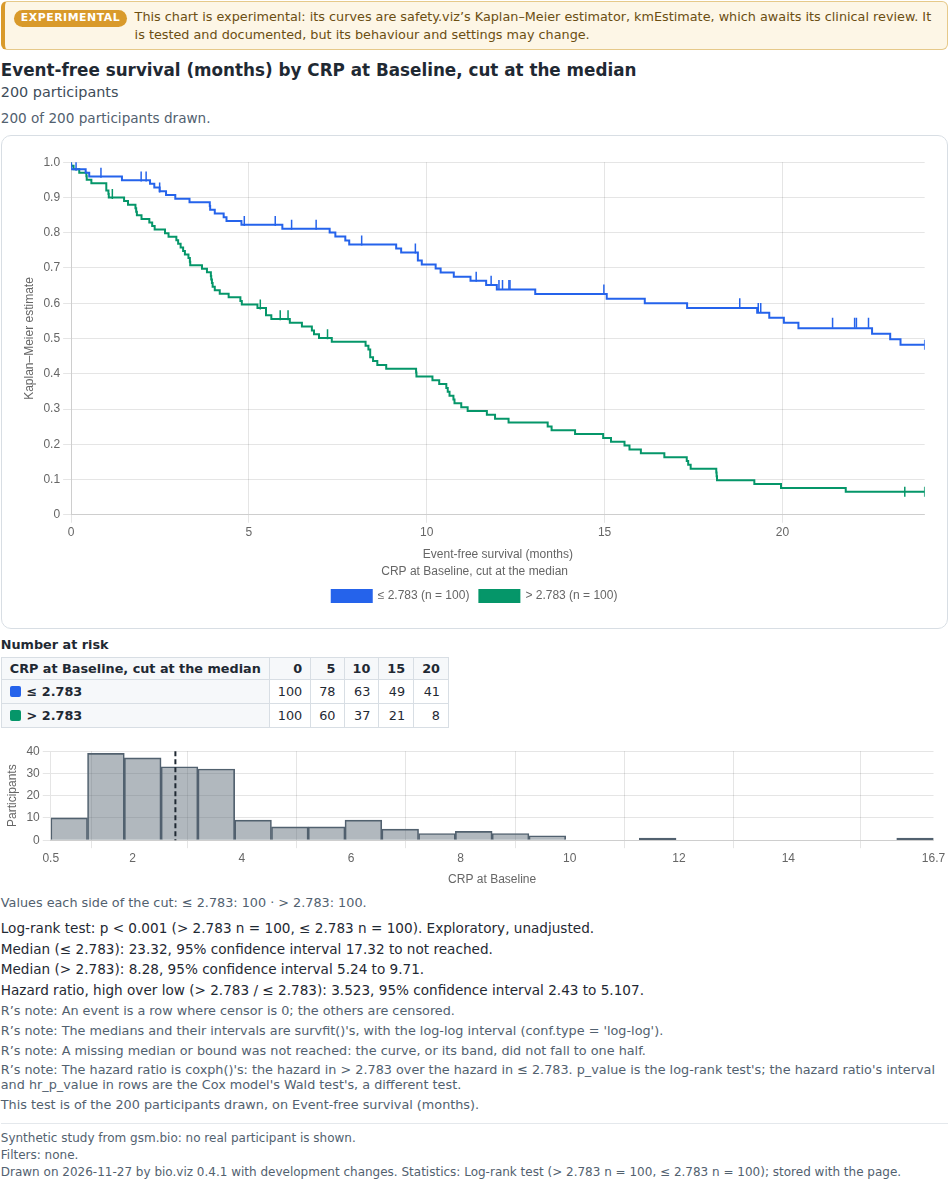 EXPERIMENTAL This chart is experimental: its curves are safety.viz’s Kaplan–Meier estimator, kmEstimate, which awaits its clinical review. It
is tested and documented, but its behaviour and settings may change.
Event-free survival (months) by CRP at Baseline, cut at the median
200 participants
200 of 200 participants drawn.
Kaplan–Meier estimate
1.0
0.9
0.8
0.7
0.6
0.5
0.4
0.3
0.2
0.1
0
0 5 10 15 20
Event-free survival (months)
CRP at Baseline, cut at the median
≤ 2.783 (n = 100) > 2.783 (n = 100)
Number at risk
CRP at Baseline, cut at the median 0 5 10 15 20
≤ 2.783 100 78 63 49 41
> 2.783 100 60 37 21 8
Participants
40
30
20
10
0
0.5 2 4 6 8 10 12 14 16.7
CRP at Baseline
Values each side of the cut: ≤ 2.783: 100 · > 2.783: 100.
Log-rank test: p < 0.001 (> 2.783 n = 100, ≤ 2.783 n = 100). Exploratory, unadjusted.
Median (≤ 2.783): 23.32, 95% confidence interval 17.32 to not reached.
Median (> 2.783): 8.28, 95% confidence interval 5.24 to 9.71.
Hazard ratio, high over low (> 2.783 / ≤ 2.783): 3.523, 95% confidence interval 2.43 to 5.107.
R’s note: An event is a row where censor is 0; the others are censored.
R’s note: The medians and their intervals are survfit()'s, with the log-log interval (conf.type = 'log-log').
R’s note: A missing median or bound was not reached: the curve, or its band, did not fall to one half.
R’s note: The hazard ratio is coxph()'s: the hazard in > 2.783 over the hazard in ≤ 2.783. p_value is the log-rank test's; the hazard ratio's interval
and hr_p_value in rows are the Cox model's Wald test's, a different test.
This test is of the 200 participants drawn, on Event-free survival (months).
Synthetic study from gsm.bio: no real participant is shown.
Filters: none.
Drawn on 2026-11-27 by bio.viz 0.4.1 with development changes. Statistics: Log-rank test (> 2.783 n = 100, ≤ 2.783 n = 100); stored with the page.